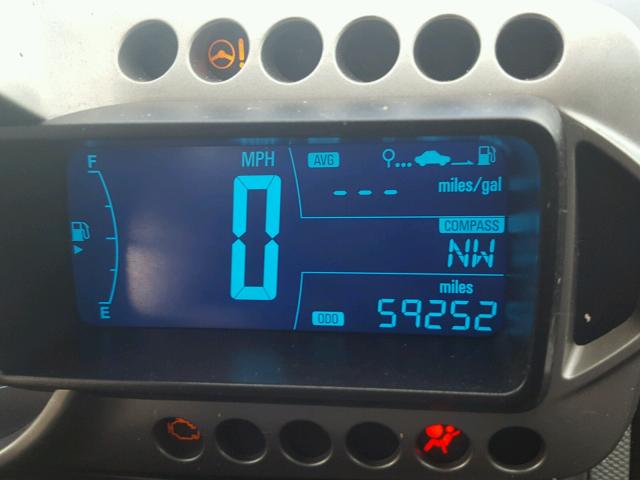 F MPH AVG
--- miles/gal
COMPASS
0 NW
miles
E ODO 59252